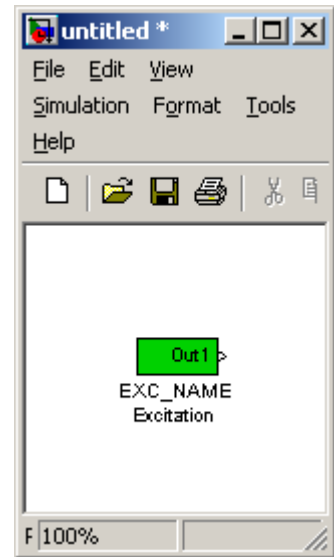 untitled *
File Edit View
Simulation Format Tools
Help
Out1
EXC_NAME
Excitation
F 100%